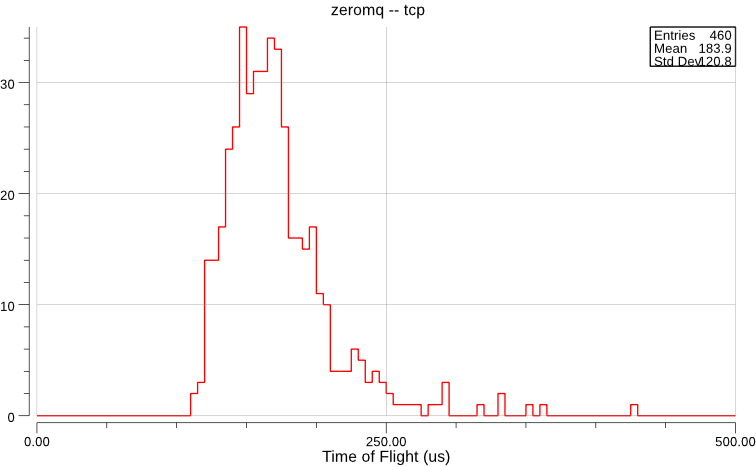 zeromq -- tcp
Entries 460
Mean 183.9
Std Dev 120.8
30
20
10
0
0.00 250.00 500.00
Time of Flight (us)